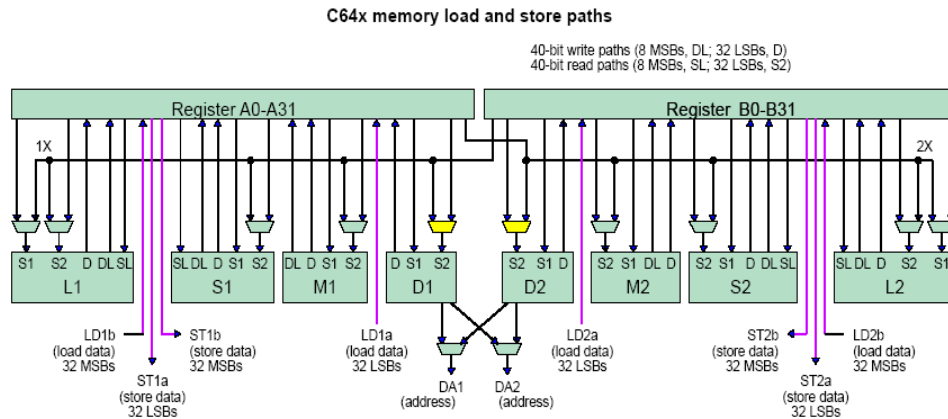 C64x memory load and store paths
40-bit write paths (8 MSBs, DL; 32 LSBs, D)
40-bit read paths (8 MSBs, SL; 32 LSBs, S2)
Register A0-A31
Register B0-B31
1X
2X
S1 S2 D DL SL
L1
SL DL D S1 S2
S1
DL D S1 S2
M1
D S1 S2
D1
S2 S1 D
D2
S2 S1 DL D
M2
S2 S1 D DL SL
S2
SL DL D S2 S1
L2
LD1b
(load data)
32 MSBs
ST1b
(store data)
32 MSBs
ST1a
(store data)
32 LSBs
LD1a
(load data)
32 LSBs
DA1
(address)
DA2
(address)
LD2a
(load data)
32 LSBs
ST2b
(store data)
32 MSBs
LD2b
(load data)
32 MSBs
ST2a
(store data)
32 LSBs